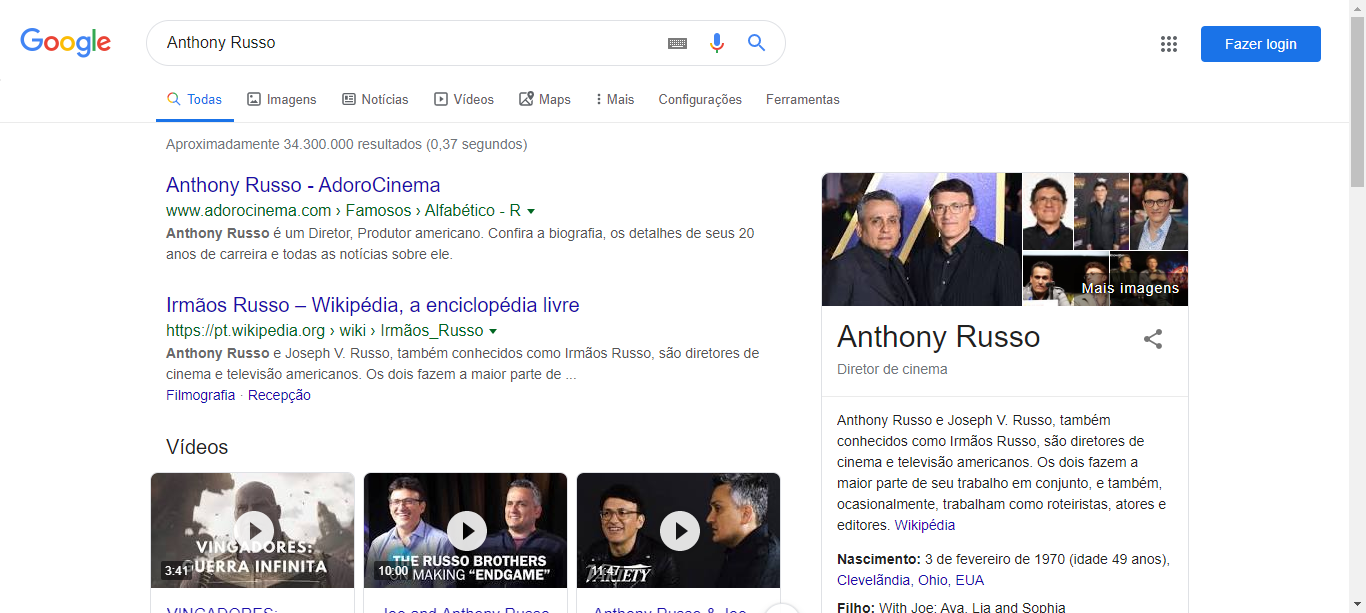 Google
Anthony Russo
Fazer login
Todas
Imagens
Notícias
Vídeos
Maps
Mais
Configurações
Ferramentas
Aproximadamente 34.300.000 resultados (0,37 segundos)
Anthony Russo - AdoroCinema
www.adorocinema.com › Famosos › Alfabético - R
Anthony Russo é um Diretor, Produtor americano. Confira a biografia, os detalhes de seus 20
anos de carreira e todas as notícias sobre ele.
Irmãos Russo – Wikipédia, a enciclopédia livre
https://pt.wikipedia.org › wiki › Irmãos_Russo
Anthony Russo e Joseph V. Russo, também conhecidos como Irmãos Russo, são diretores de
cinema e televisão americanos. Os dois fazem a maior parte de ...
Filmografia · Recepção
Vídeos
VINGADORES:
GUERRA INFINITA
3:41
THE RUSSO BROTHERS
ON MAKING "ENDGAME"
10:00
VARIETY
VINGADORES:
Joe and Anthony Russo
Anthony Russo & Joe
Mais imagens
Anthony Russo
Diretor de cinema
Anthony Russo e Joseph V. Russo, também
conhecidos como Irmãos Russo, são diretores de
cinema e televisão americanos. Os dois fazem a
maior parte de seu trabalho em conjunto, e também,
ocasionalmente, trabalham como roteiristas, atores e
editores. Wikipédia
Nascimento: 3 de fevereiro de 1970 (idade 49 anos),
Clevelândia, Ohio, EUA
Filho: With Joe: Ava, Lia and Sophia